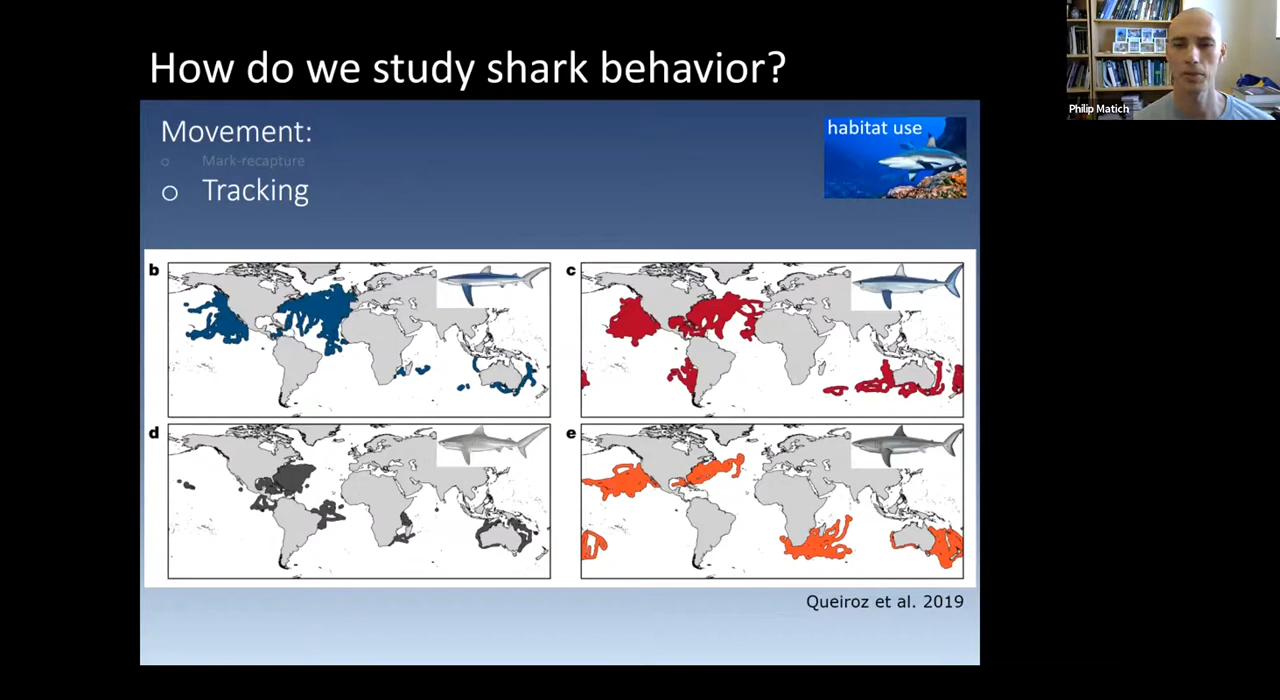 How do we study shark behavior?
Philip Matich
Movement:
habitat use
Mark-recapture
Tracking
b
c
d
e
Queiroz et al. 2019